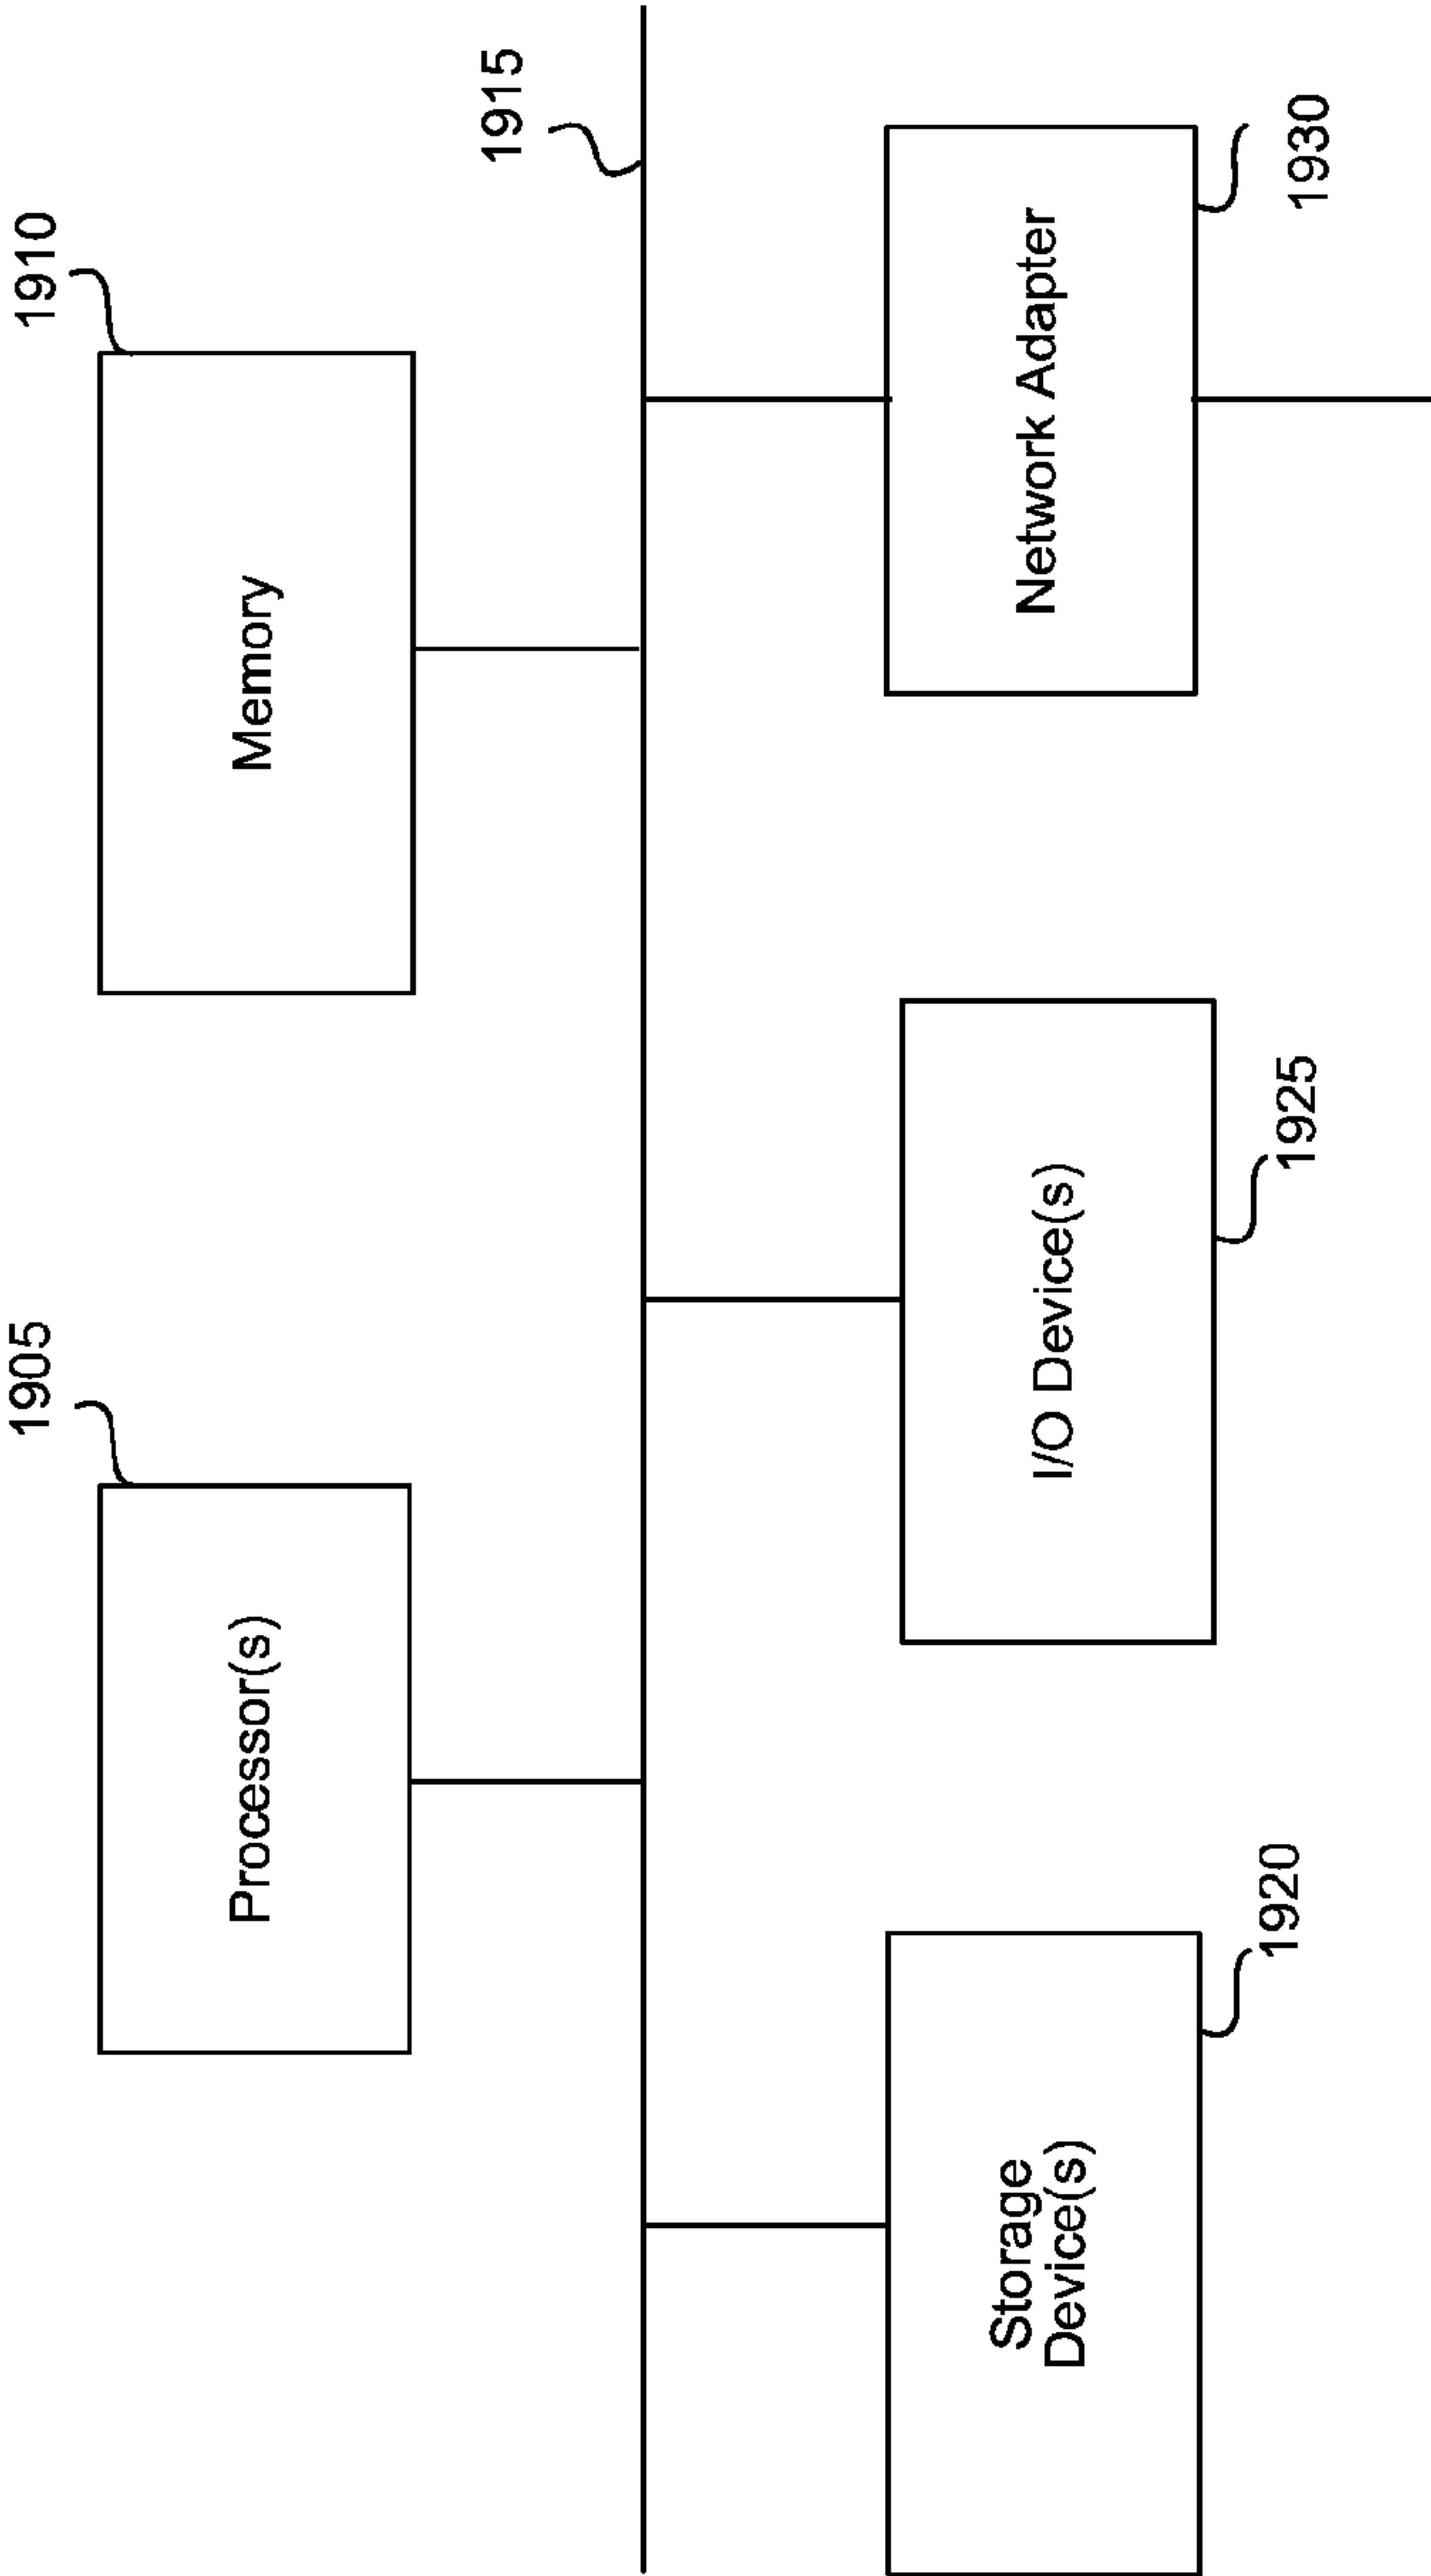 1905
1910
Processor(s)
Memory
1915
Storage
Device(s)
I/O Device(s)
Network Adapter
1920
1925
1930